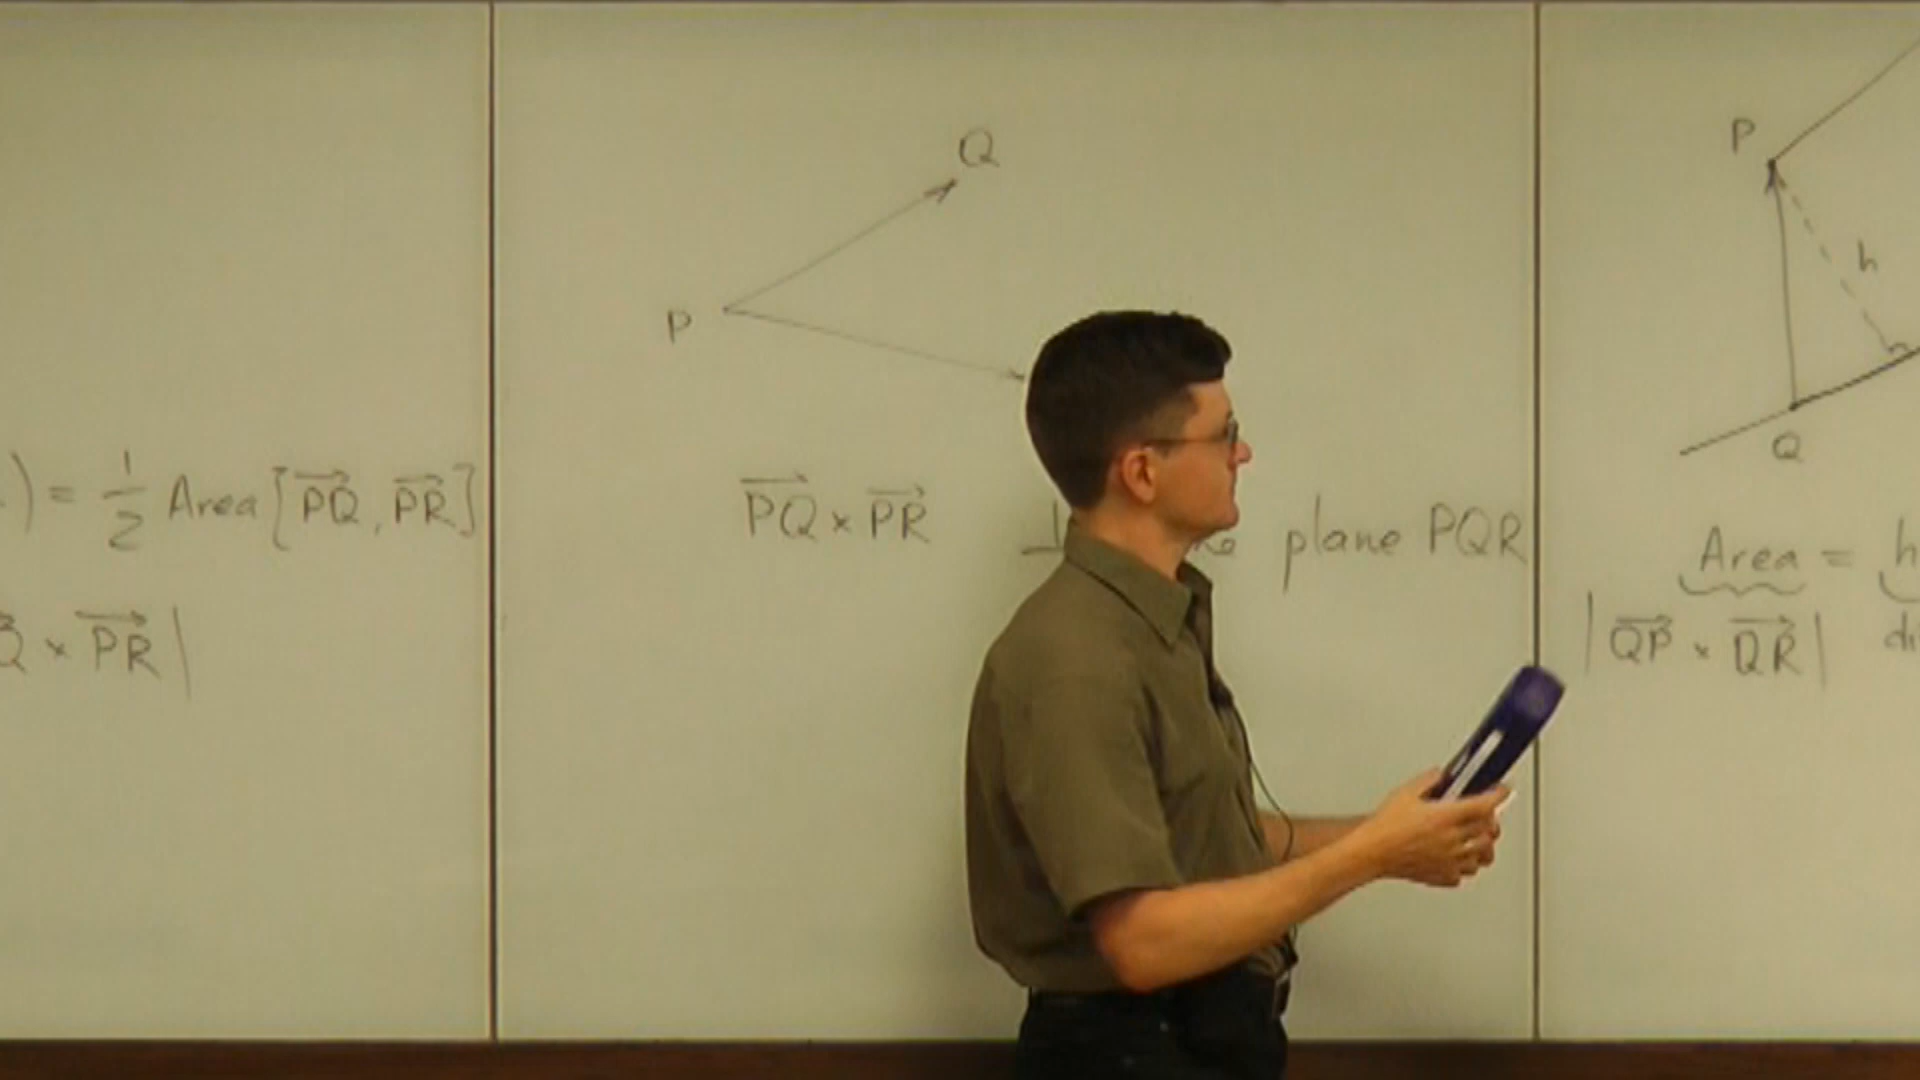 ) = 1/2 Area [PQ, PR]
Q × PR |
Q
P
PQ × PR ⊥ plane PQR
P
h
Q
Area = h
| QP × QR |